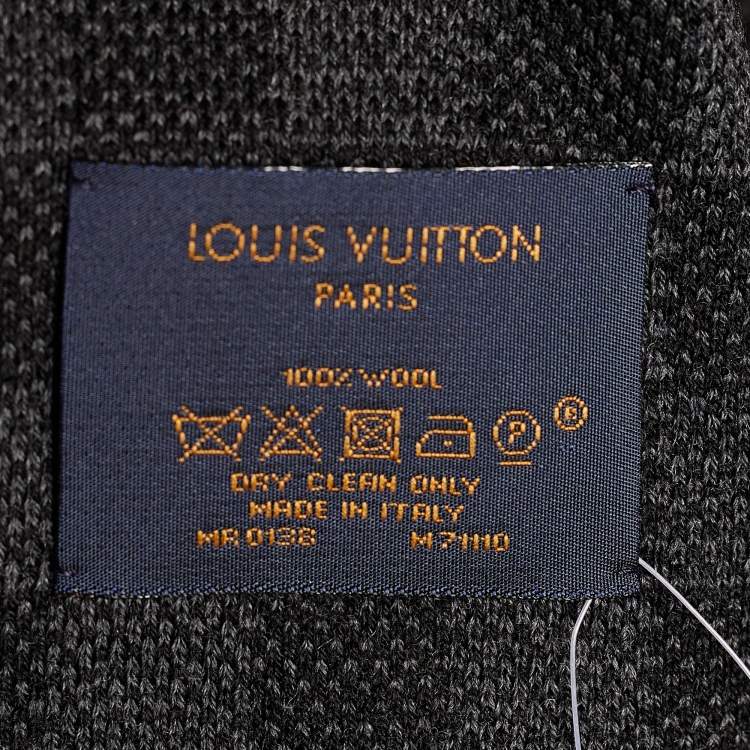 LOUIS VUITTON
PARIS
100% WOOL
P
DRY CLEAN ONLY
MADE IN ITALY
MR0138 M71110